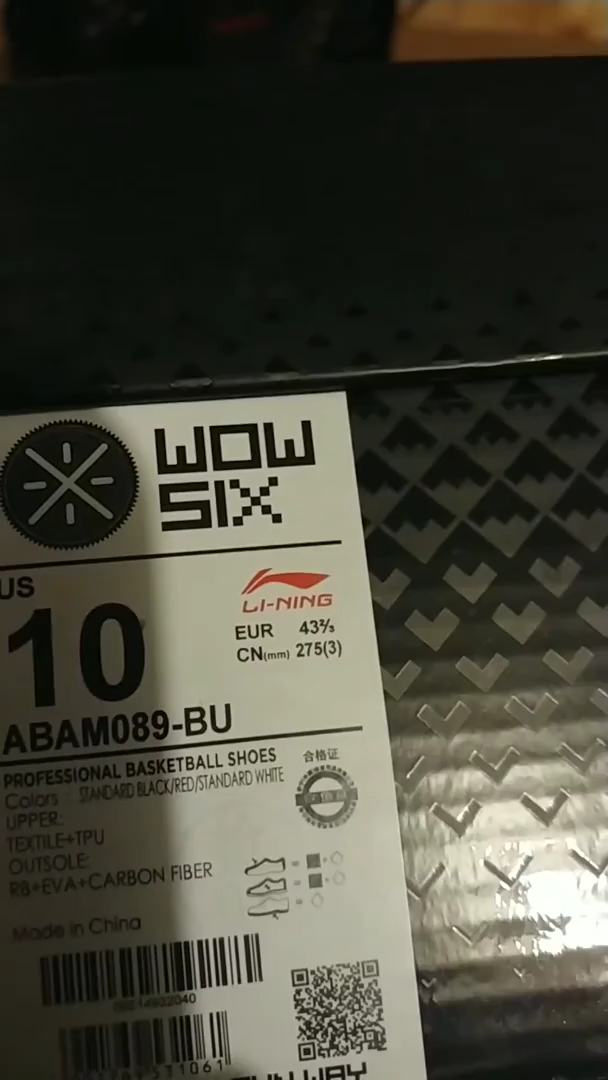 WOW
SIX
US
10
LI-NING
EUR 43⅔
CN(mm) 275(3)
ABAM089-BU
PROFESSIONAL BASKETBALL SHOES
Colors : STANDARD BLACK/RED/STANDARD WHITE
UPPER:
TEXTILE+TPU
OUTSOLE:
RB+EVA+CARBON FIBER
合格证
Made in China
WAY